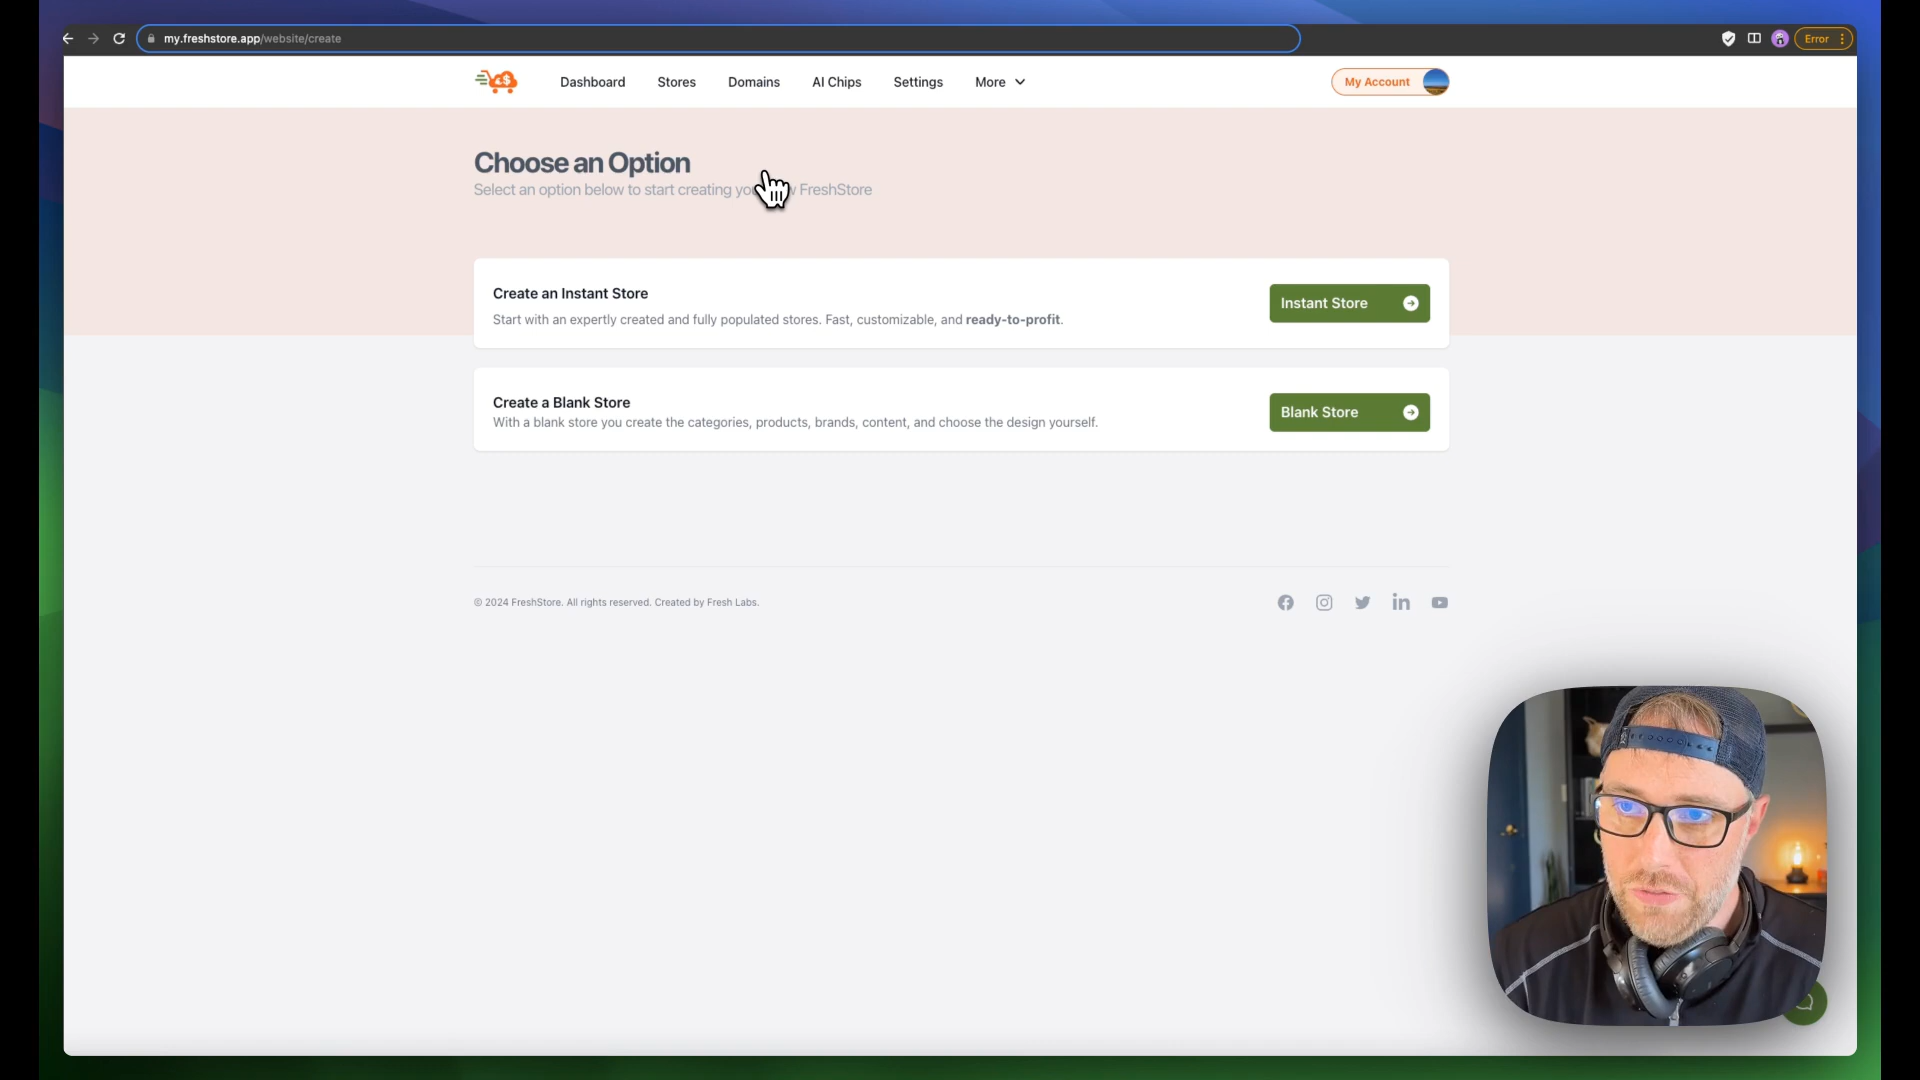 my.freshstore.app/website/create
Error
Dashboard
Stores
Domains
AI Chips
Settings
More
My Account
Choose an Option
Select an option below to start creating FreshStore
Create an Instant Store
Start with an expertly created and fully populated stores. Fast, customizable, and ready-to-profit.
Instant Store
Create a Blank Store
With a blank store you create the categories, products, brands, content, and choose the design yourself.
Blank Store
© 2024 FreshStore. All rights reserved. Created by Fresh Labs.